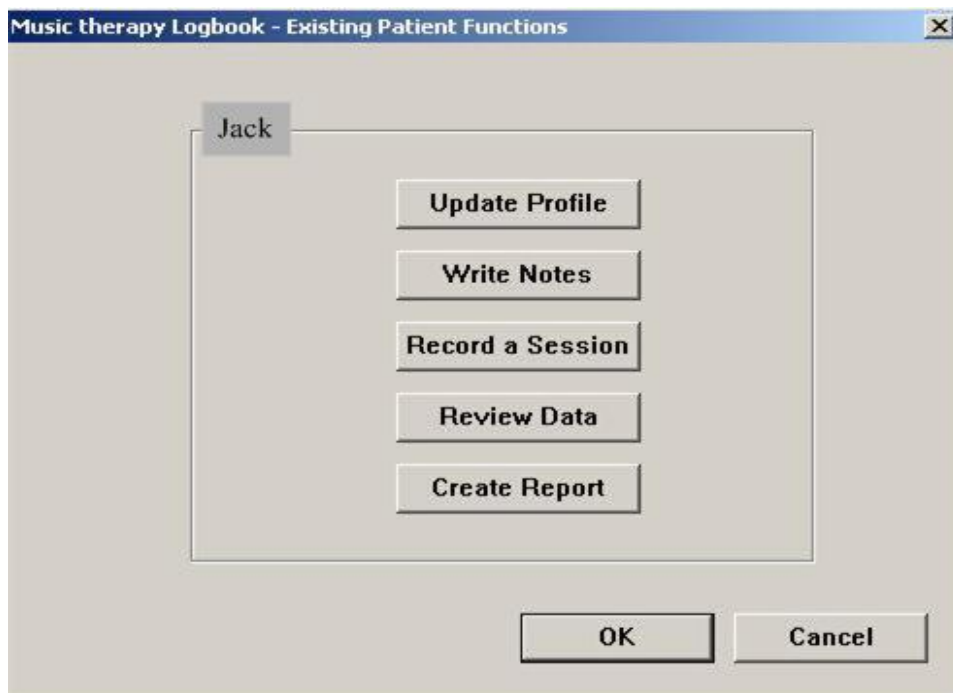 Music therapy Logbook - Existing Patient Functions
Jack
Update Profile
Write Notes
Record a Session
Review Data
Create Report
OK Cancel